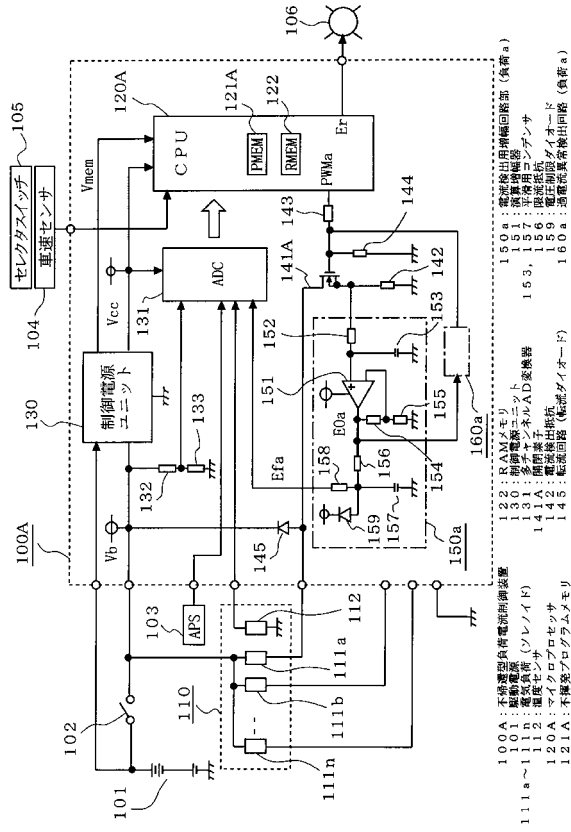 105
セレクタスイッチ
車速センサ
104
100A
130
制御電源
ユニット
Vmem
Vcc
Vb
120A
CPU
121A
PMEM
122
RMEM
Er
PWMa
106
131
ADC
132
133
102
101
103
APS
145
Efa
141A
143
144
142
152
151
153
E0a
158
156
155
154
157
159
150a
160a
110
112
111a
111b
111n
100A：不帰還型負荷電流制御装置
101：駆動電源
111a～111n：電気負荷（ソレノイド）
112：温度センサ
120A：マイクロプロセッサ
121A：不揮発プログラムメモリ
122：RAMメモリ
130：制御電源ユニット
131：多チャンネルAD変換器
141A：開閉素子
142：電流検出抵抗
145：転流回路（転流ダイオード）
150a：電流検出用増幅回路部（負荷a）
151：演算増幅器
153,157：平滑用コンデンサ
156：限流抵抗
159：電圧制限ダイオード
160a：過電流異常検出回路（負荷a）